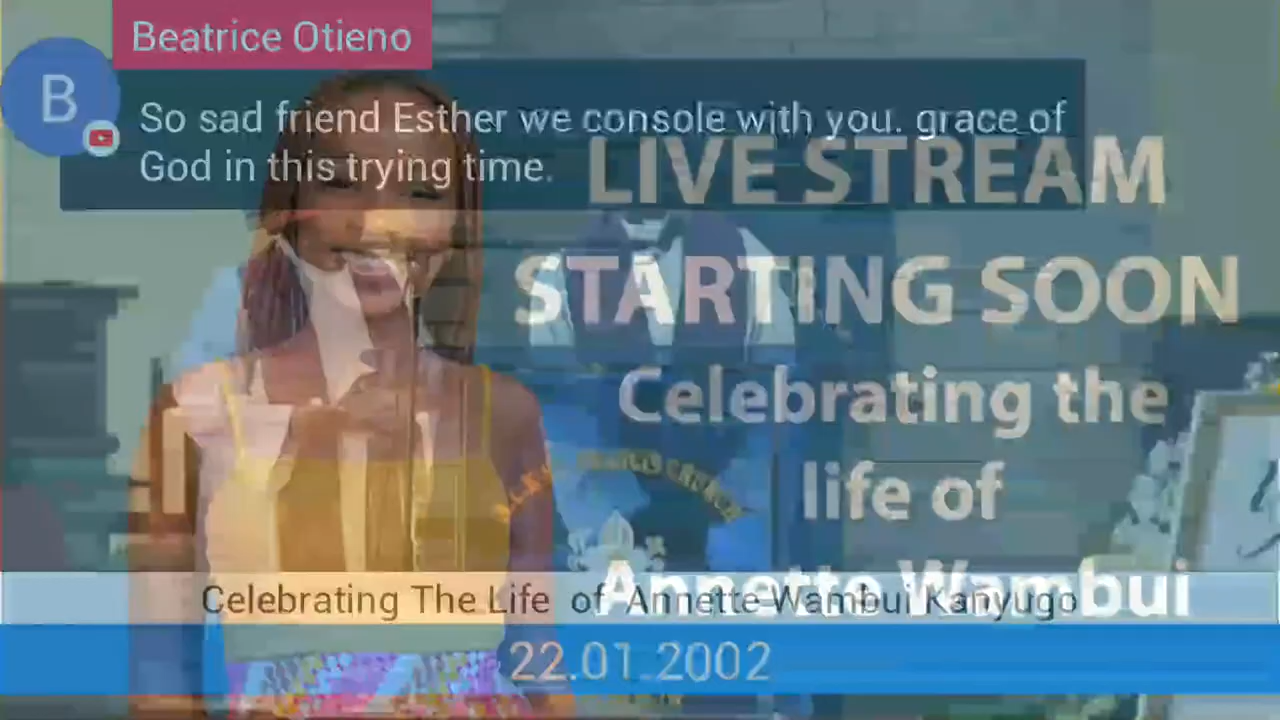 Beatrice Otieno
B
So sad friend Esther we console with you. grace of
God in this trying time.
LIVE STREAM
STARTING SOON
Celebrating the
life of
Annette Wambui
Celebrating The Life of Annette Wambui Kanyugo
22.01.2002